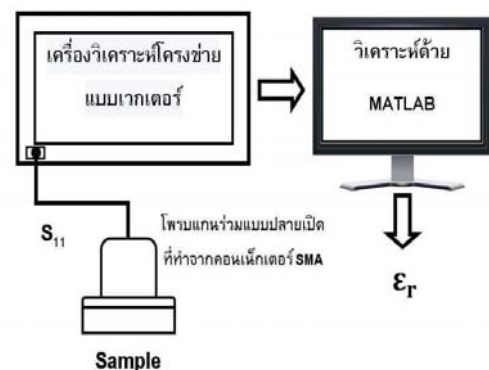 เครื่องวิเคราะห์โครงข่าย
แบบเวกเตอร์
วิเคราะห์ด้วย
MATLAB
S₁₁
โพรบแกนร่วมแบบปลายเปิด
ที่ทำจากคอนเน็กเตอร์ SMA
εᵣ
Sample